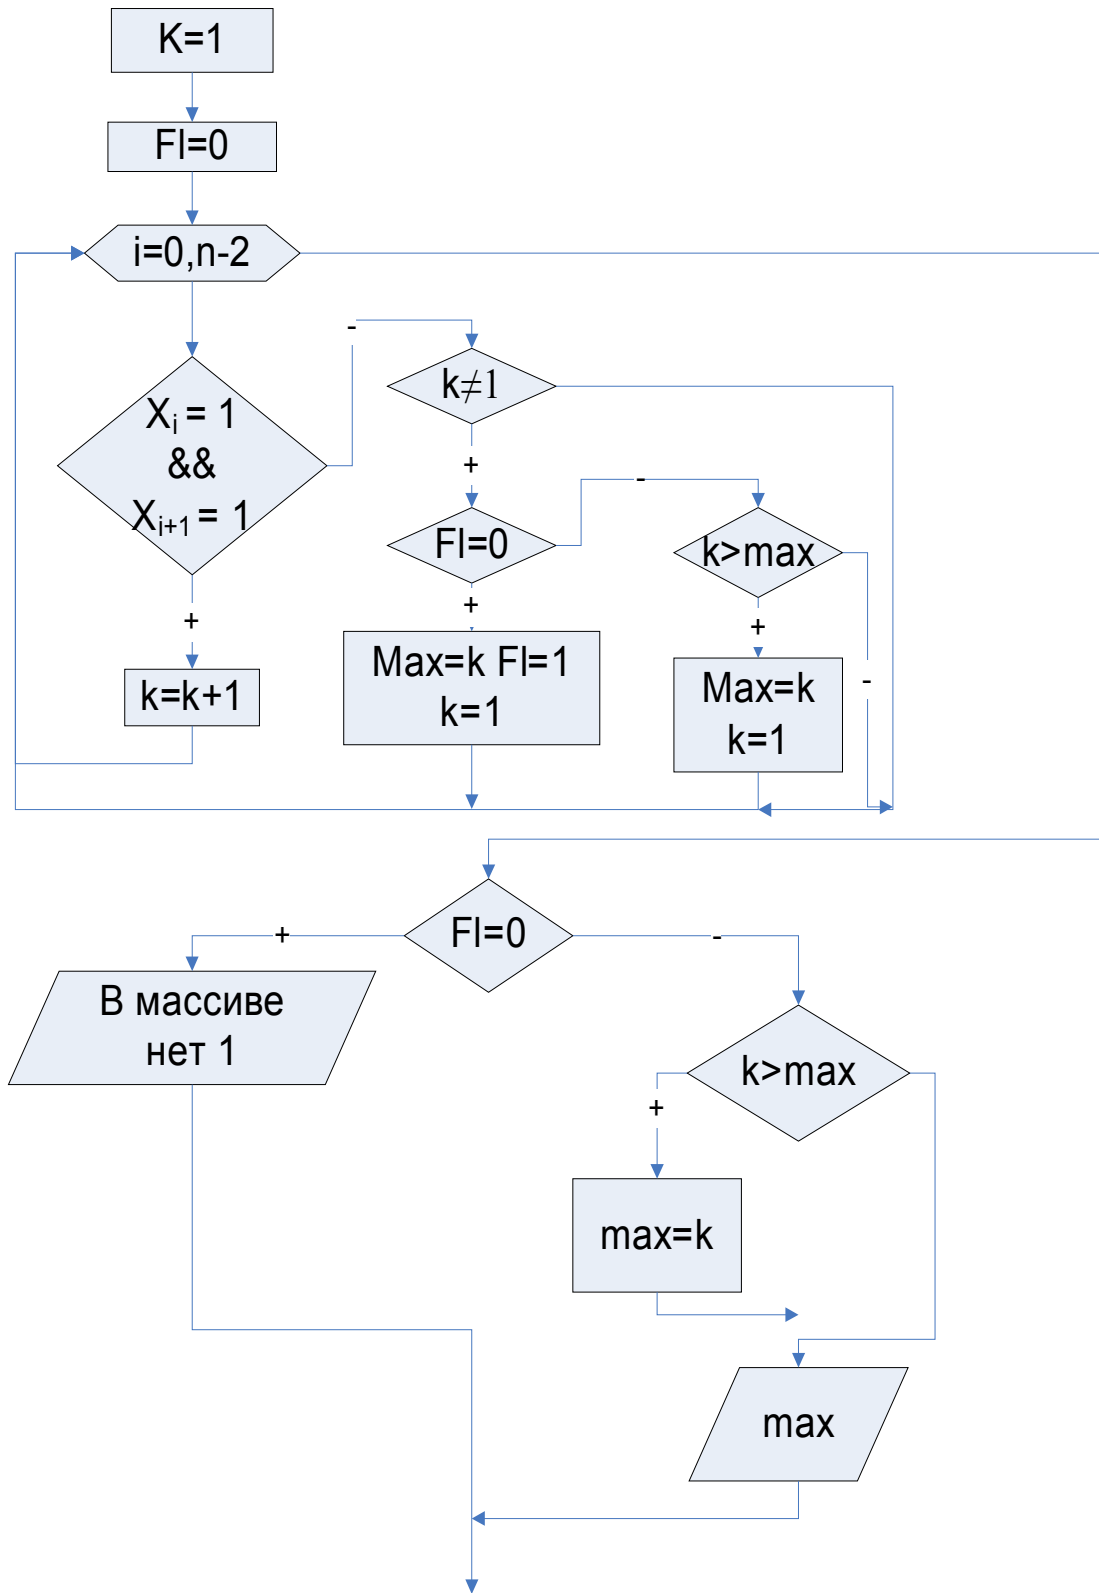 K=1
Fl=0
i=0,n-2
-
k≠1
Xi = 1
&&
Xi+1 = 1
+
-
Fl=0
k>max
+
+
+
Max=k Fl=1
k=1
k=k+1
Max=k
k=1
-
Fl=0
+
-
В массиве
нет 1
k>max
+
max=k
max